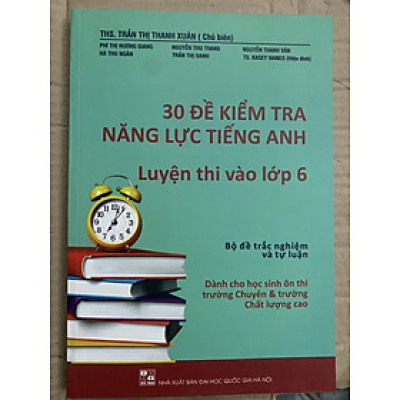 THS. TRẦN THỊ THANH XUÂN ( Chủ biên)
PHÍ THỊ HƯƠNG GIANG NGUYỄN THU TRANG NGUYỄN THANH VÂN
HÀ THU NGÂN TRẦN THỊ OANH TS. KASEY HAMES (Hiệu đính)
30 ĐỀ KIỂM TRA
NĂNG LỰC TIẾNG ANH
Luyện thi vào lớp 6
Bộ đề trắc nghiệm
và tự luận
Dành cho học sinh ôn thi
trường Chuyên & trường
Chất lượng cao
NHÀ XUẤT BẢN ĐẠI HỌC QUỐC GIA HÀ NỘI